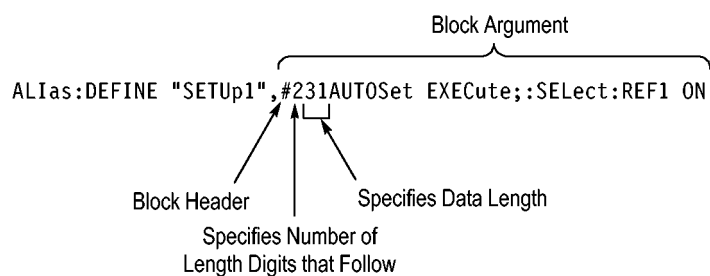 Block Argument
ALIas:DEFINE "SETUp1",#231AUTOSet EXECute;:SELect:REF1 ON
Block Header
Specifies Data Length
Specifies Number of
Length Digits that Follow